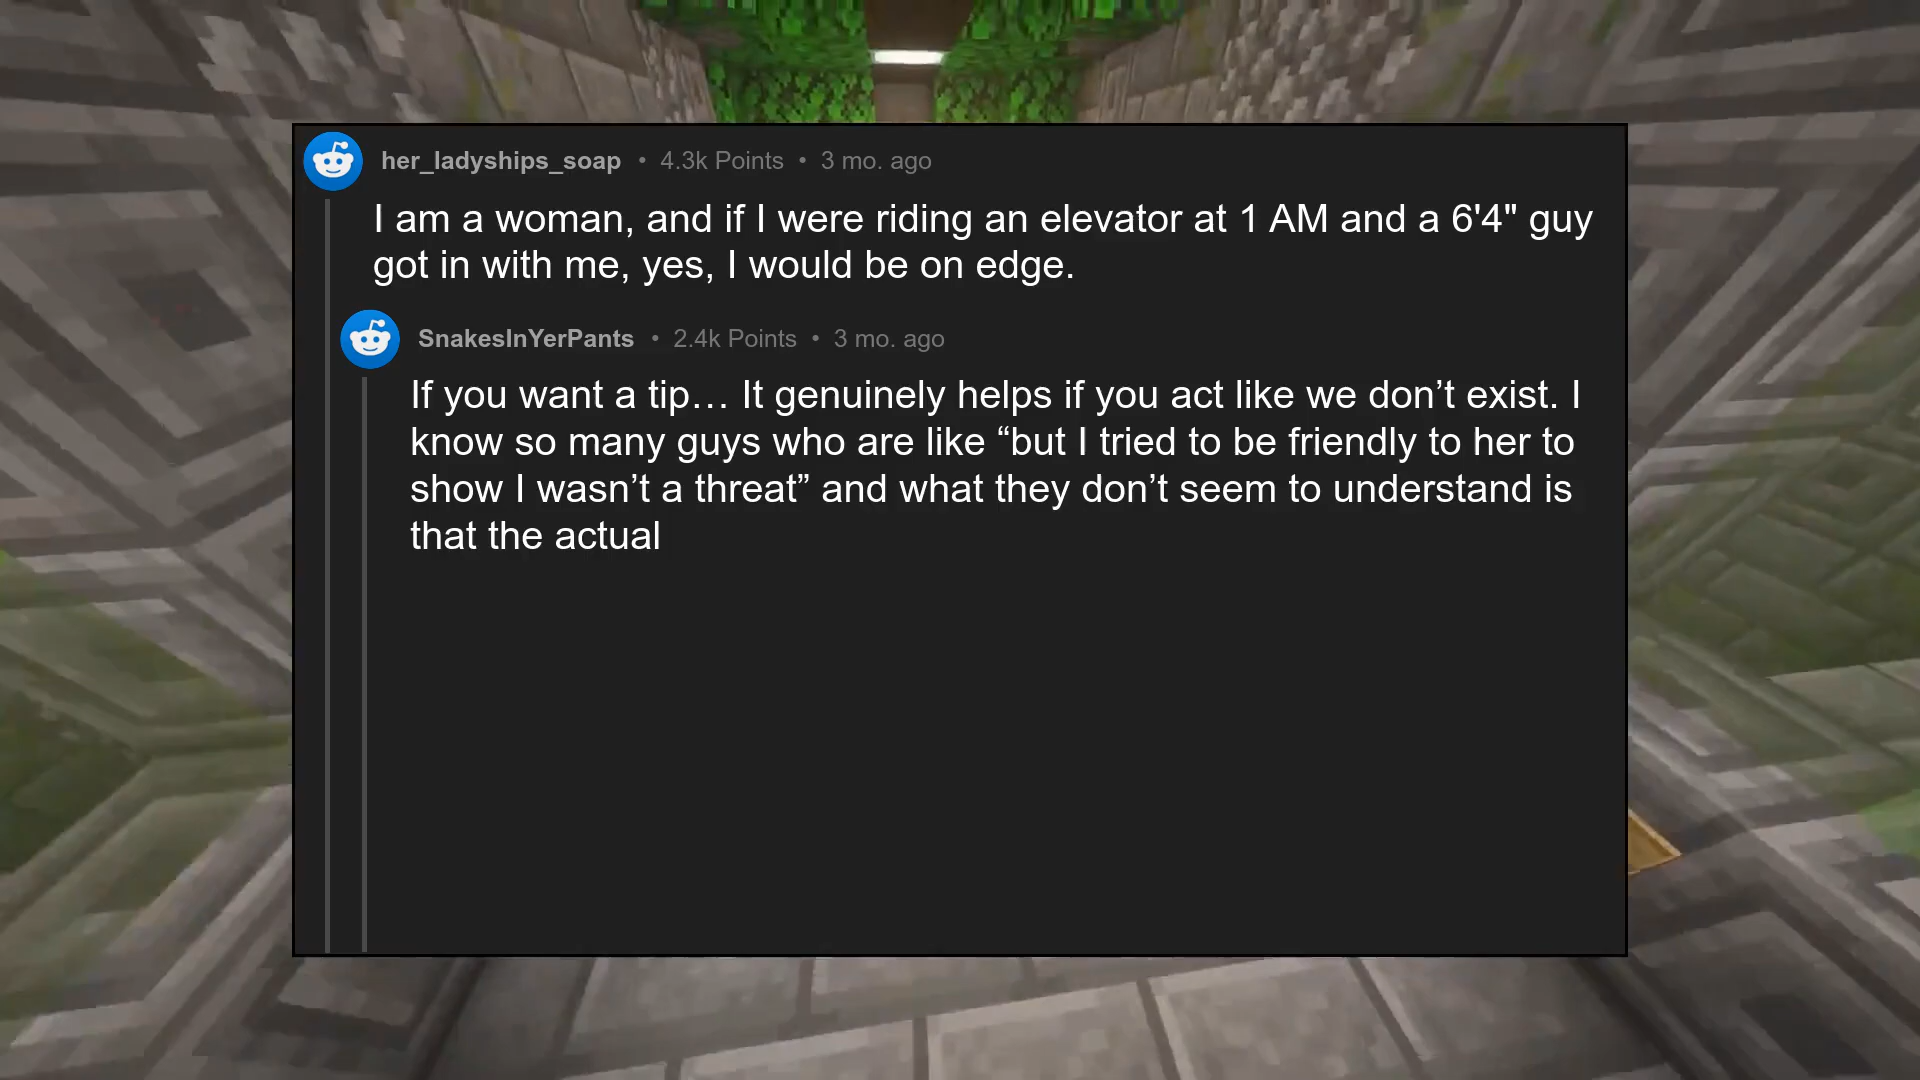 her_ladyships_soap • 4.3k Points • 3 mo. ago
I am a woman, and if I were riding an elevator at 1 AM and a 6'4" guy
got in with me, yes, I would be on edge.
SnakesInYerPants • 2.4k Points • 3 mo. ago
If you want a tip… It genuinely helps if you act like we don’t exist. I
know so many guys who are like “but I tried to be friendly to her to
show I wasn’t a threat” and what they don’t seem to understand is
that the actual